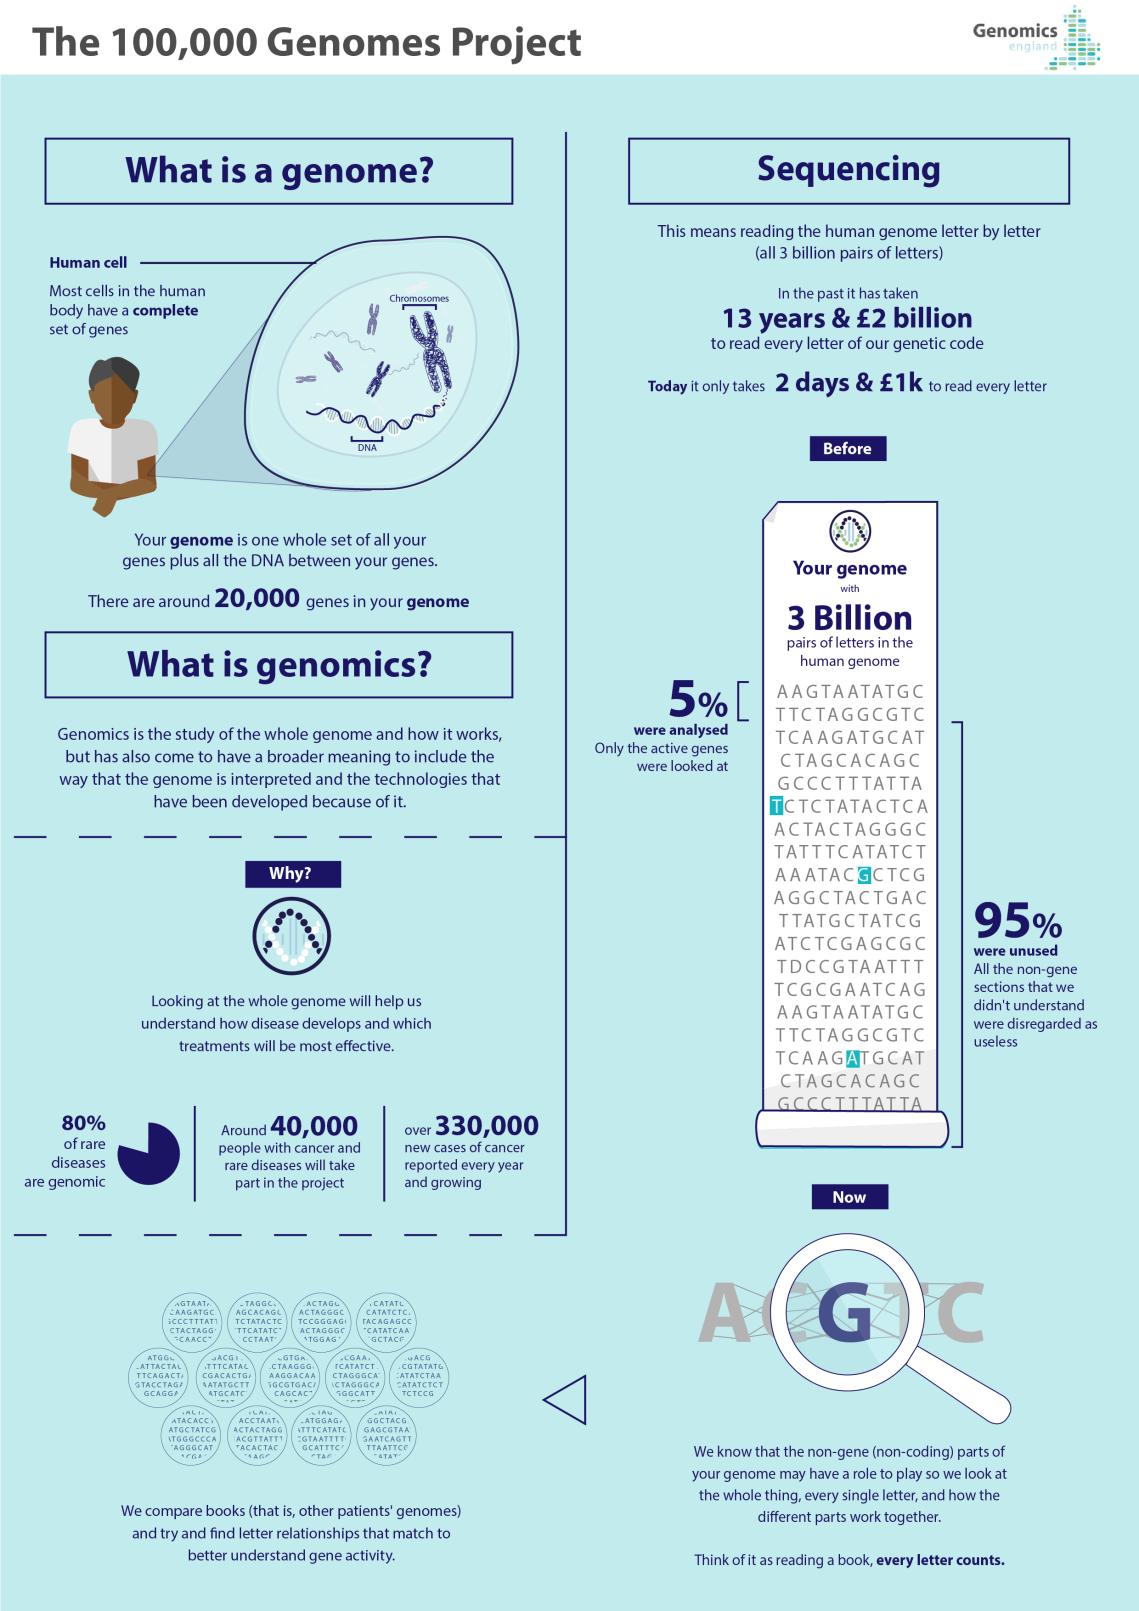 The 100,000 Genomes Project
Genomics
england
What is a genome?
Human cell
Most cells in the human
body have a complete
set of genes
Chromosomes
DNA
Your genome is one whole set of all your
genes plus all the DNA between your genes.
There are around 20,000 genes in your genome
What is genomics?
Genomics is the study of the whole genome and how it works,
but has also come to have a broader meaning to include the
way that the genome is interpreted and the technologies that
have been developed because of it.
Why?
Looking at the whole genome will help us
understand how disease develops and which
treatments will be most effective.
80%
of rare
diseases
are genomic
Around 40,000
people with cancer and
rare diseases will take
part in the project
over 330,000
new cases of cancer
reported every year
and growing
Sequencing
This means reading the human genome letter by letter
(all 3 billion pairs of letters)
In the past it has taken
13 years & £2 billion
to read every letter of our genetic code
Today it only takes 2 days & £1k to read every letter
Before
Your genome
with
3 Billion
pairs of letters in the
human genome
5%
were analysed
Only the active genes
were looked at
AAGTAATATGC
TTCTAGGCGTC
TCAAGATGCAT
CTAGCACAGC
GCCCTTTATTA
TCTCTATACTCA
ACTACTAGGGC
TATTTCATATCT
AAATACGCTCG
AGGCTACTGAC
TTATGCTATCG
ATCTCGAGCGC
TDCCGTAATTT
TCGCGAATCAG
AAGTAATATGC
TTCTAGGCGTC
TCAAGATGCAT
CTAGCACAGC
GCCCTTTATTA
95%
were unused
All the non-gene
sections that we
didn't understand
were disregarded as
useless
Now
ACGTC
We know that the non-gene (non-coding) parts of
your genome may have a role to play so we look at
the whole thing, every single letter, and how the
different parts work together.
Think of it as reading a book, every letter counts.
We compare books (that is, other patients' genomes)
and try and find letter relationships that match to
better understand gene activity.